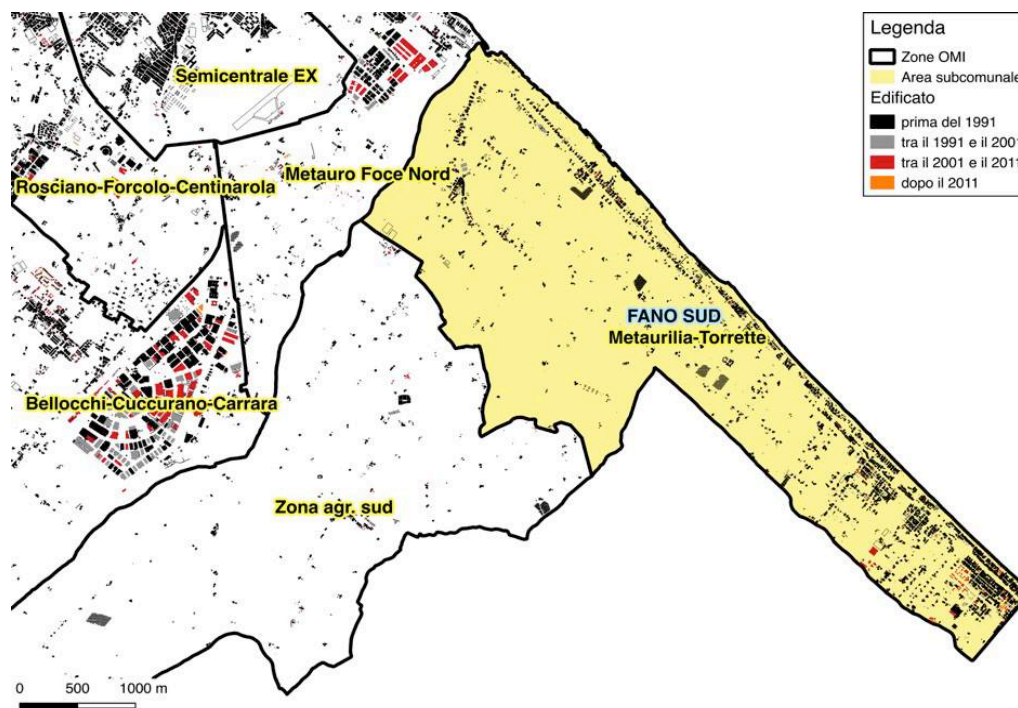 Legenda
Zone OMI
Area subcomunale
Edificato
prima del 1991
tra il 1991 e il 2001
tra il 2001 e il 2011
dopo il 2011
Semicentrale EX
Rosciano-Forcolo-Centinarola
Metauro Foce Nord
FANO SUD
Metaurilia-Torrette
Bellocchi-Cuccurano-Carrara
Zona agr. sud
0 500 1000 m